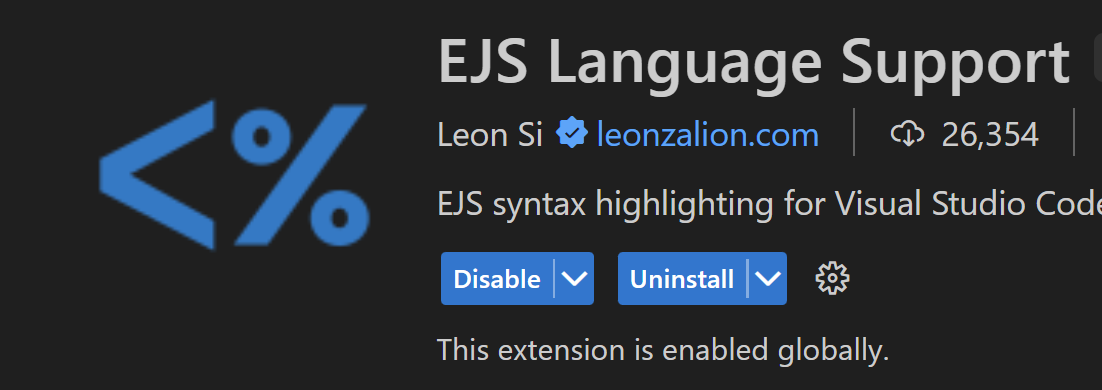 <%
EJS Language Support
Leon Si leonzalion.com 26,354
EJS syntax highlighting for Visual Studio Code
Disable Uninstall
This extension is enabled globally.